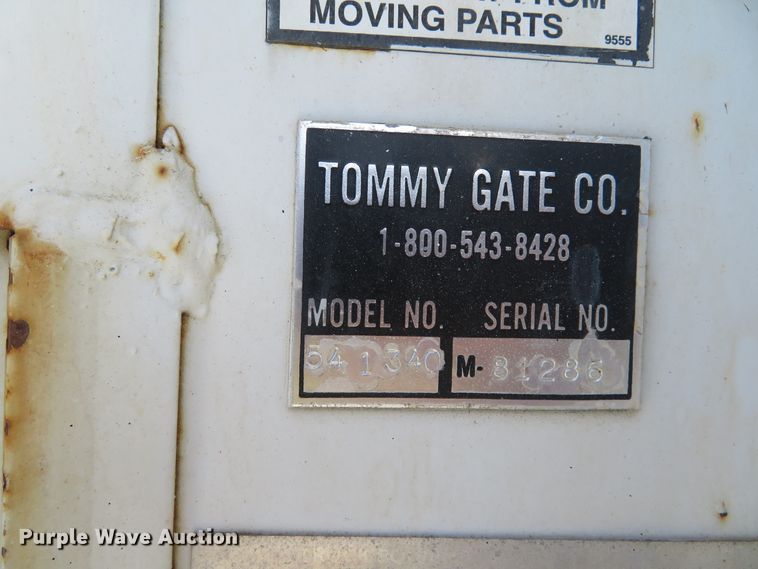 FROM
MOVING PARTS
9555
TOMMY GATE CO.
1-800-543-8428
MODEL NO. SERIAL NO.
541340 M-81286
Purple Wave Auction